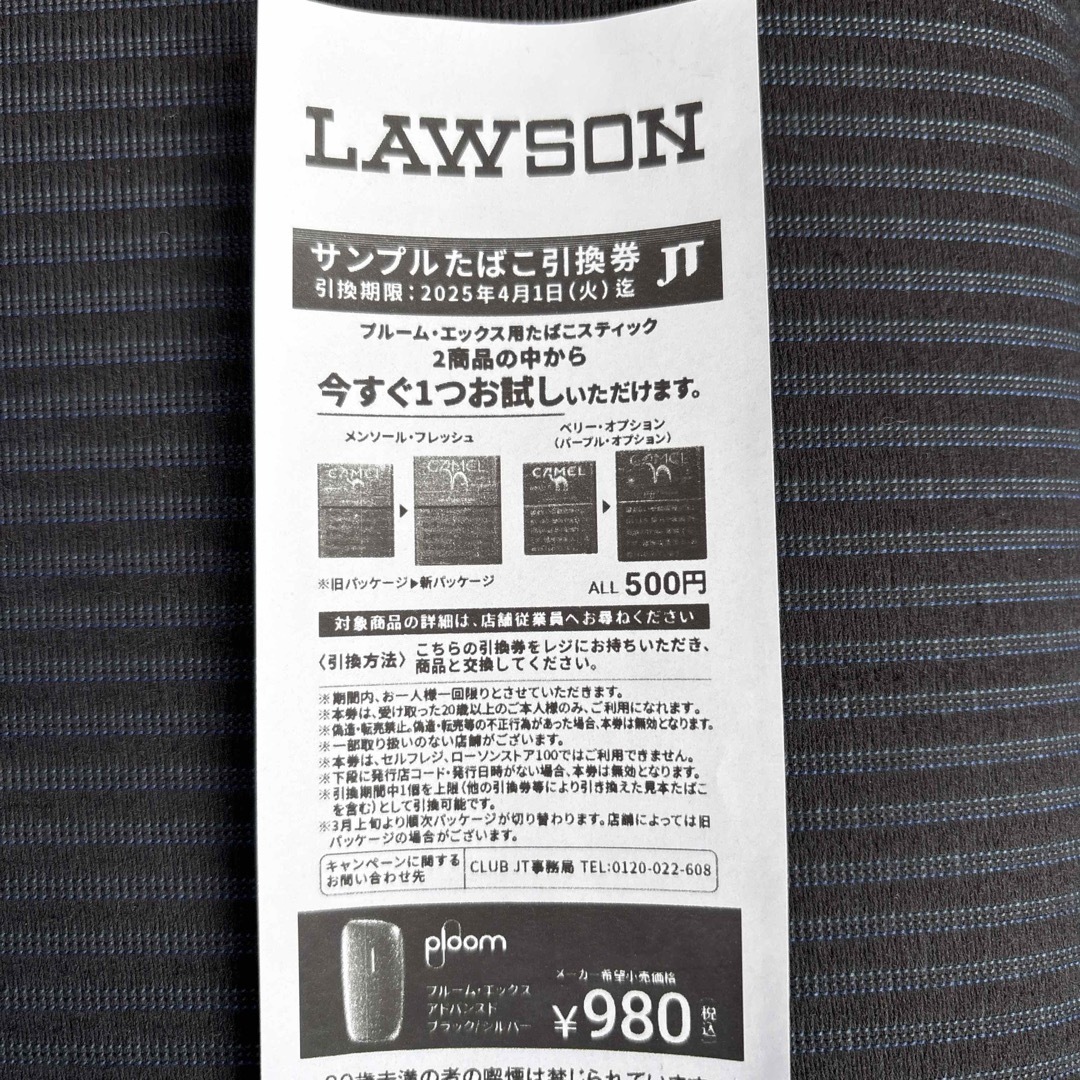 LAWSON
サンプルたばこ引換券 JT
引換期限：2025年4月1日（火）迄
プルーム・エックス用たばこスティック
2商品の中から
今すぐ1つお試しいただけます。
メンソール・フレッシュ
ベリー・オプション
（パープル・オプション）
CAMEL ▶ CAMEL CAMEL ▶ CAMEL
※旧パッケージ▶新パッケージ
ALL 500円
対象商品の詳細は、店舗従業員へお尋ねください
〈引換方法〉こちらの引換券をレジにお持ちいただき、
商品と交換してください。
※期間内、お一人様一回限りとさせていただきます。
※本券は、受け取った20歳以上のご本人様のみ、ご利用になれます。
※偽造・転売禁止。偽造・転売等の不正行為があった場合、本券は無効となります。
※一部取り扱いのない店舗がございます。
※本券は、セルフレジ、ローソンストア100ではご利用できません。
※下段に発行店コード・発行日時がない場合、本券は無効となります。
※引換期間中1個を上限（他の引換券等により引き換えた見本たばこ
を含む）として引換可能です。
※3月上旬より順次パッケージが切り替わります。店舗によっては旧
パッケージの場合がございます。
キャンペーンに関する
お問い合わせ先
CLUB JT事務局 TEL:0120-022-608
ploom
プルーム・エックス
アドバンスド
ブラック/シルバー
メーカー希望小売価格
¥980（税込）
20歳未満の者の喫煙は禁じられています